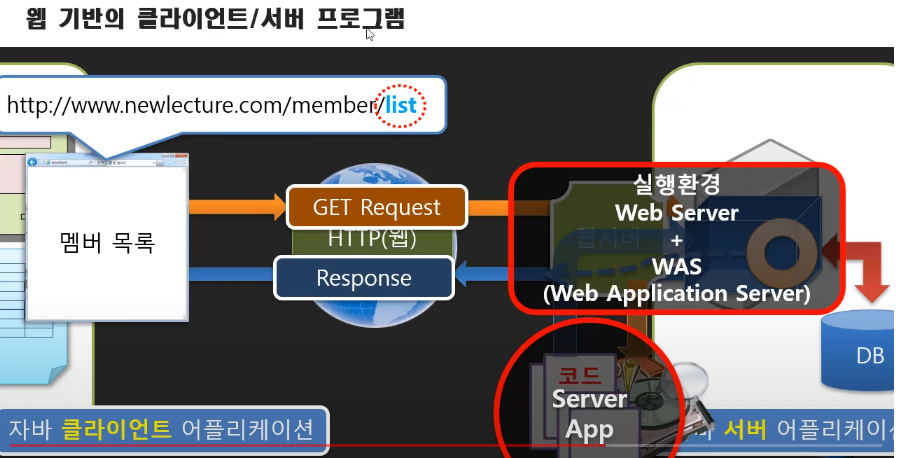 웹 기반의 클라이언트/서버 프로그램
http://www.newlecture.com/member/list
멤버 목록
GET Request
HTTP(웹)
Response
실행환경
Web Server
+
WAS
(Web Application Server)
웹서버
DB
코드
Server
App
자바 클라이언트 어플리케이션
서버 어플리케이